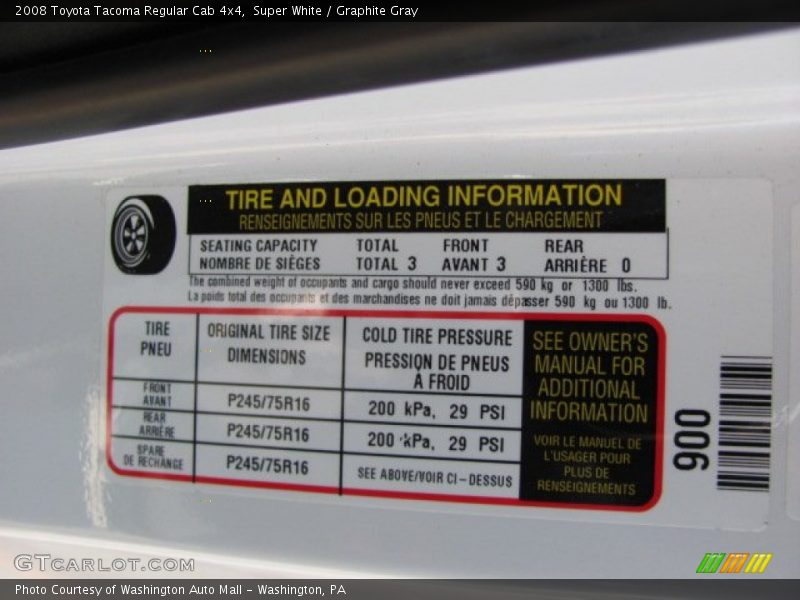 2008 Toyota Tacoma Regular Cab 4x4, Super White / Graphite Gray
TIRE AND LOADING INFORMATION
RENSEIGNEMENTS SUR LES PNEUS ET LE CHARGEMENT
SEATING CAPACITY TOTAL FRONT REAR
NOMBRE DE SIÈGES TOTAL 3 AVANT 3 ARRIÈRE 0
The combined weight of occupants and cargo should never exceed 590 kg or 1300 lbs.
La poids total des occupants et des marchandises ne doit jamais dépasser 590 kg ou 1300 lb.
TIRE
PNEU
ORIGINAL TIRE SIZE
DIMENSIONS
COLD TIRE PRESSURE
PRESSION DE PNEUS
À FROID
FRONT
AVANT
P245/75R16
200 kPa, 29 PSI
REAR
ARRIÈRE
P245/75R16
200 kPa, 29 PSI
SPARE
DE RECHANGE
P245/75R16
SEE ABOVE/VOIR CI-DESSUS
SEE OWNER'S
MANUAL FOR
ADDITIONAL
INFORMATION
VOIR LE MANUEL DE
L'USAGER POUR
PLUS DE
RENSEIGNEMENTS
900
GTCARLOT.COM
Photo Courtesy of Washington Auto Mall - Washington, PA